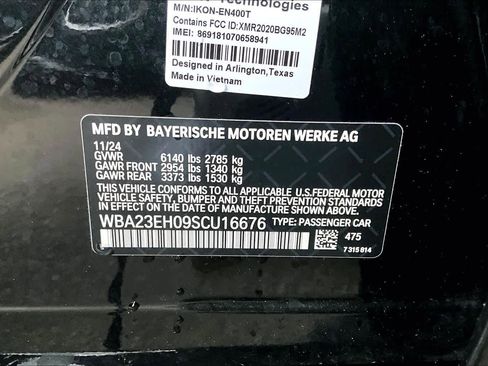 Technologies
M/N:IKON-EN400T
Contains FCC ID:XMR2020BG95M2
IMEI: 869181070658941
Designed in Arlington,Texas
Made in Vietnam
MFD BY BAYERISCHE MOTOREN WERKE AG
11/24
GVWR 6140 lbs 2785 kg
GAWR FRONT 2954 lbs 1340 kg
GAWR REAR 3373 lbs 1530 kg
THIS VEHICLE CONFORMS TO ALL APPLICABLE U.S. FEDERAL MOTOR
VEHICLE SAFETY, BUMPER AND THEFT PREVENTION STANDARDS IN
EFFECT ON THE DATE OF MANUFACTURE SHOWN ABOVE.
WBA23EH09SCU16676 TYPE: PASSENGER CAR
475
7 315 814